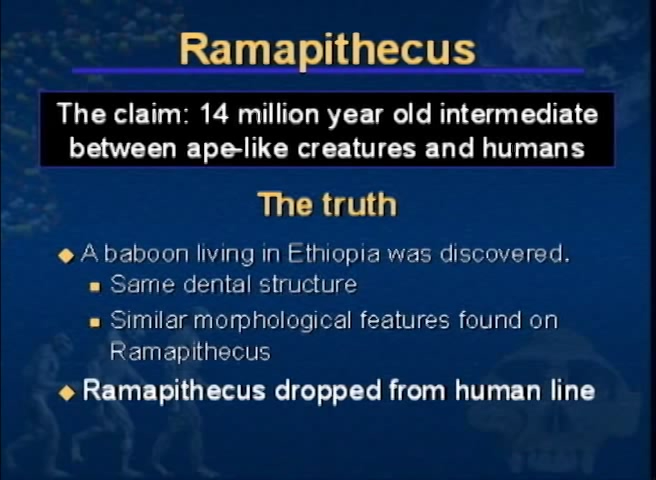 Ramapithecus
The claim: 14 million year old intermediate
between ape-like creatures and humans
The truth
A baboon living in Ethiopia was discovered.
Same dental structure
Similar morphological features found on
Ramapithecus
Ramapithecus dropped from human line